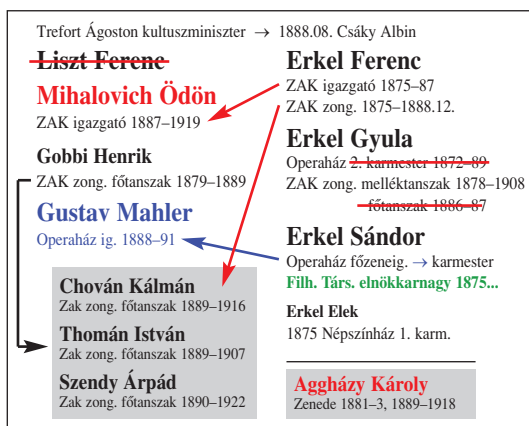 Trefort Ágoston kultuszminiszter → 1888.08. Csáky Albin
Liszt Ferenc
Mihalovich Ödön
ZAK igazgató 1887–1919
Gobbi Henrik
ZAK zong. főtanszak 1879–1889
Gustav Mahler
Operaház ig. 1888–91
Chován Kálmán
Zak zong. főtanszak 1889–1916
Thomán István
Zak zong. főtanszak 1889–1907
Szendy Árpád
Zak zong. főtanszak 1890–1922
Erkel Ferenc
ZAK igazgató 1875–87
ZAK zong. 1875–1888.12.
Erkel Gyula
Operaház 2. karmester 1872–89
ZAK zong. melléktanszak 1878–1908
főtanszak 1886–87
Erkel Sándor
Operaház főzeneig. → karmester
Filh. Társ. elnökkarnagy 1875...
Erkel Elek
1875 Népszínház 1. karm.
Aggházy Károly
Zenede 1881–3, 1889–1918